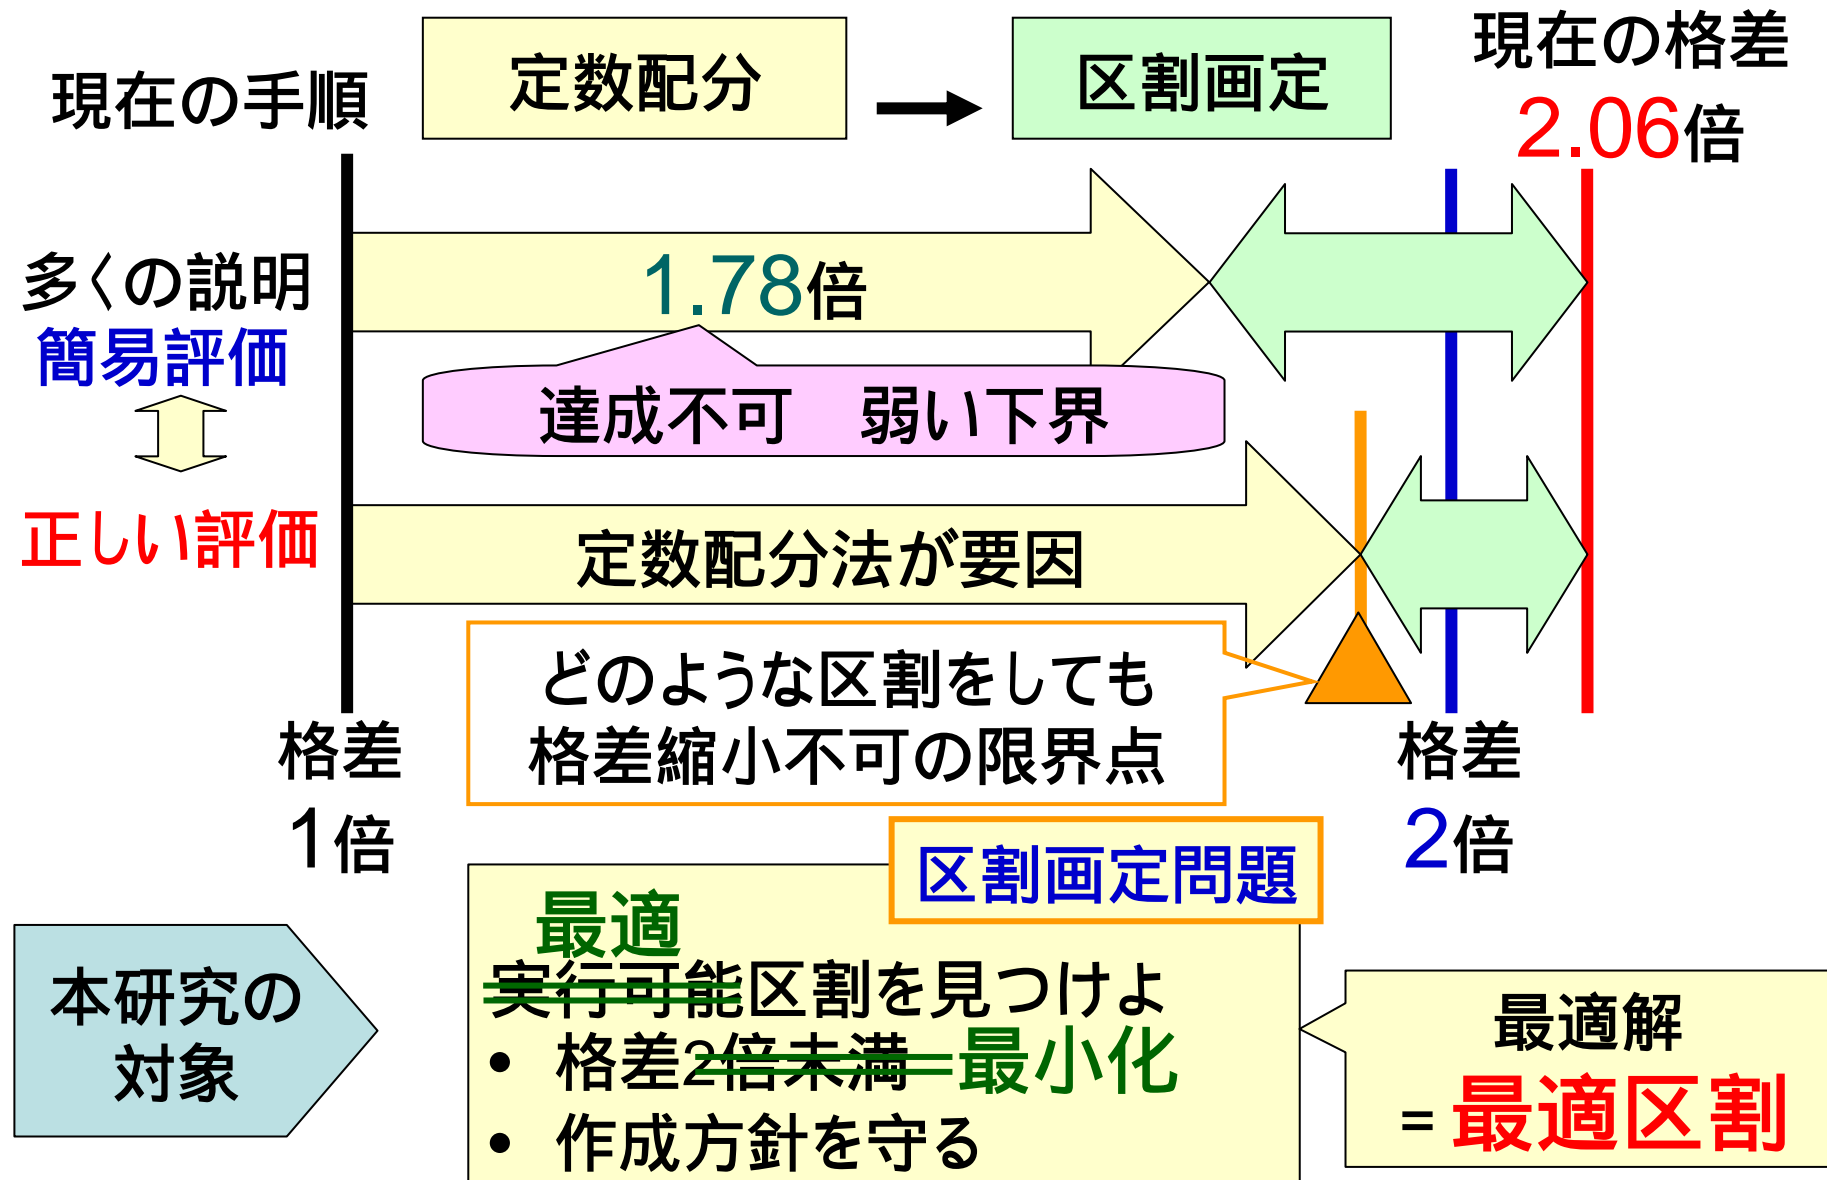 現在の手順
定数配分
区割画定
現在の格差
2.06倍
多くの説明
簡易評価
正しい評価
1.78倍
達成不可　弱い下界
定数配分法が要因
どのような区割をしても
格差縮小不可の限界点
格差
1倍
格差
2倍
区割画定問題
本研究の
対象
最適
実行可能区割を見つけよ
• 格差2倍未満 最小化
• 作成方針を守る
最適解
= 最適区割